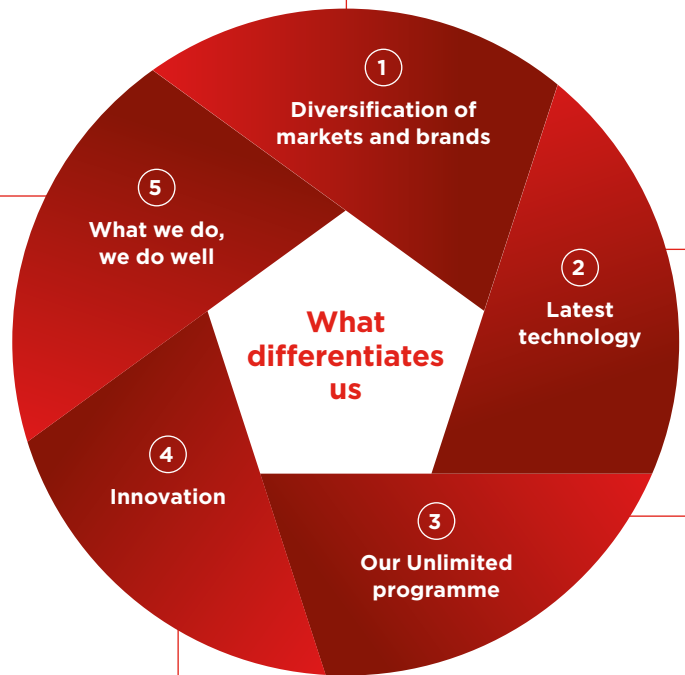 1
Diversification of
markets and brands
2
Latest
technology
3
Our Unlimited
programme
4
Innovation
5
What we do,
we do well
What
differentiates
us